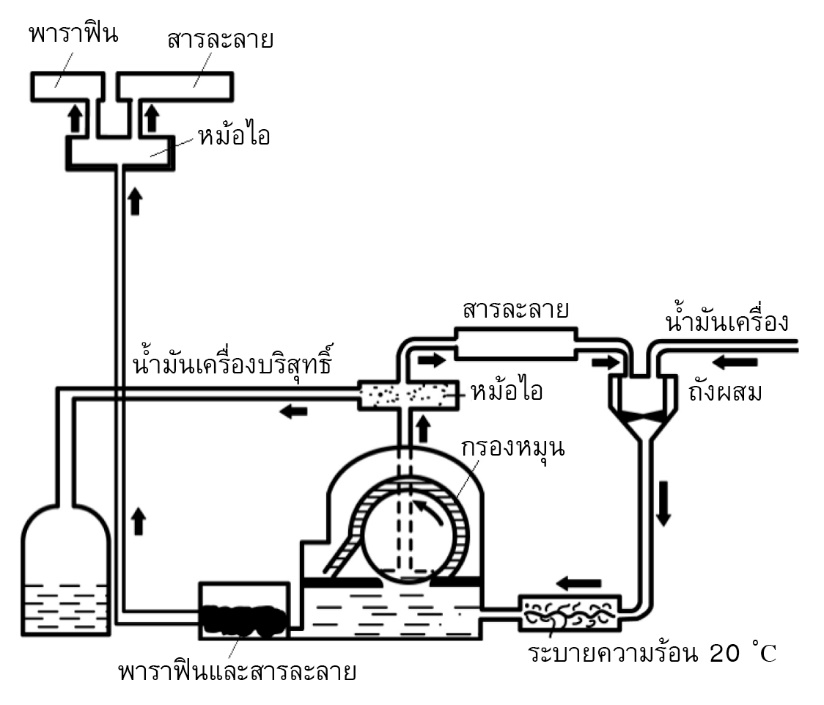 พาราฟิน
สารละลาย
หม้อไอ
สารละลาย
น้ำมันเครื่อง
น้ำมันเครื่องบริสุทธิ์
หม้อไอ
ถังผสม
กรองหมุน
ระบายความร้อน 20 °C
พาราฟินและสารละลาย